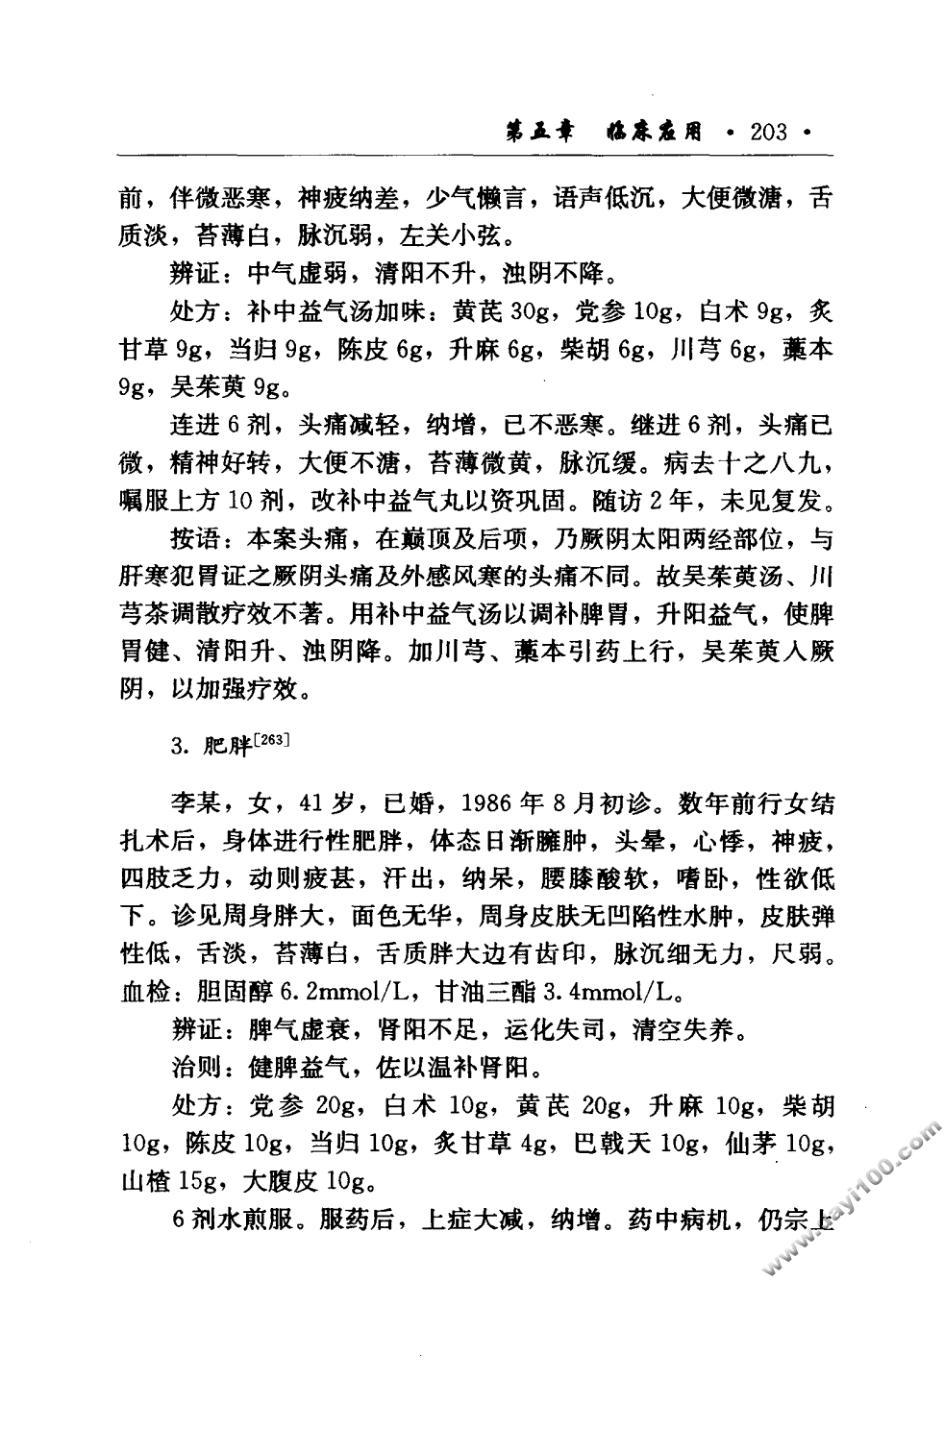 第五章 临床应用 · 203 ·
前，伴微恶寒，神疲纳差，少气懒言，语声低沉，大便微溏，舌
质淡，苔薄白，脉沉弱，左关小弦。
辨证：中气虚弱，清阳不升，浊阴不降。
处方：补中益气汤加味：黄芪 30g，党参 10g，白术 9g，炙
甘草 9g，当归 9g，陈皮 6g，升麻 6g，柴胡 6g，川芎 6g，藁本
9g，吴茱萸 9g。
连进 6 剂，头痛减轻，纳增，已不恶寒。继进 6 剂，头痛已
微，精神好转，大便不溏，苔薄微黄，脉沉缓。病去十之八九，
嘱服上方 10 剂，改补中益气丸以资巩固。随访 2 年，未见复发。
按语：本案头痛，在巅顶及后项，乃厥阴太阳两经部位，与
肝寒犯胃证之厥阴头痛及外感风寒的头痛不同。故吴茱萸汤、川
芎茶调散疗效不著。用补中益气汤以调补脾胃，升阳益气，使脾
胃健、清阳升、浊阴降。加川芎、藁本引药上行，吴茱萸入厥
阴，以加强疗效。
3. 肥胖[263]
李某，女，41 岁，已婚，1986 年 8 月初诊。数年前行女结
扎术后，身体进行性肥胖，体态日渐臃肿，头晕，心悸，神疲，
四肢乏力，动则疲甚，汗出，纳呆，腰膝酸软，嗜卧，性欲低
下。诊见周身胖大，面色无华，周身皮肤无凹陷性水肿，皮肤弹
性低，舌淡，苔薄白，舌质胖大边有齿印，脉沉细无力，尺弱。
血检：胆固醇 6.2mmol/L，甘油三酯 3.4mmol/L。
辨证：脾气虚衰，肾阳不足，运化失司，清空失养。
治则：健脾益气，佐以温补肾阳。
处方：党参 20g，白术 10g，黄芪 20g，升麻 10g，柴胡
10g，陈皮 10g，当归 10g，炙甘草 4g，巴戟天 10g，仙茅 10g，
山楂 15g，大腹皮 10g。
6 剂水煎服。服药后，上症大减，纳增。药中病机，仍宗上
www.aayi100.com